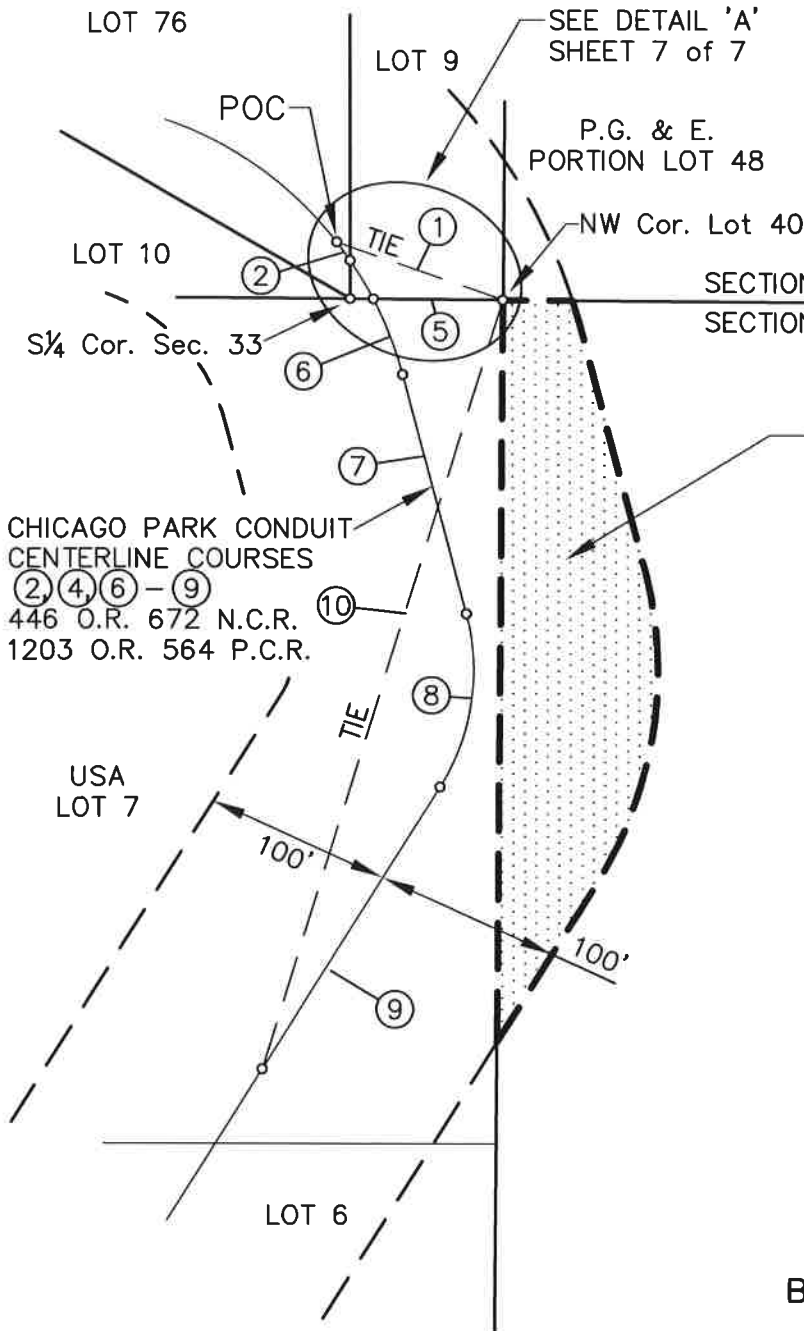 LOT 76
SEE DETAIL 'A'
SHEET 7 of 7
LOT 9
POC
P.G. & E.
PORTION LOT 48
TIE
1
NW Cor. Lot 40
LOT 10
2
SECTION
SECTION
5
S¼ Cor. Sec. 33
6
7
CHICAGO PARK CONDUIT
CENTERLINE COURSES
2, 4, 6 - 9
446 O.R. 672 N.C.R.
1203 O.R. 564 P.C.R.
10
8
TIE
USA
LOT 7
100'
100'
9
LOT 6
B